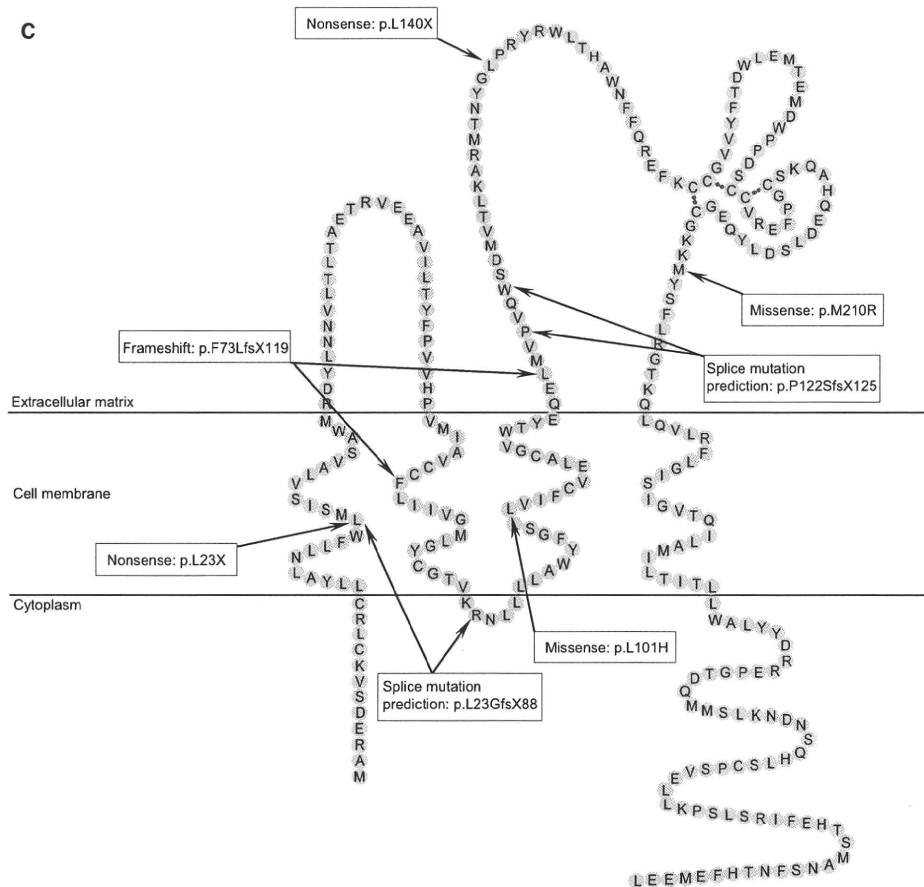 C
Nonsense: p.L140X
Missense: p.M210R
Frameshift: p.F73LfsX119
Splice mutation
prediction: p.P122SfsX125
Extracellular matrix
Cell membrane
Nonsense: p.L23X
Cytoplasm
Missense: p.L101H
Splice mutation
prediction: p.L23GfsX88
MAREDSVKCLRCLLYALNLLFWLMSISVLAVSAWMRDYLNNVLTLTAETRVEEAVILTYFPVVHPVMIAVCCFLIIVGMLGYCGTVKRNLLLLAWYFGSLLVIFCVELACGVWTYEQELMVPVQWSDMVTLKARMTNYGLPRYRWLTHAWNFFQREFKCCGVVYFTDWLEMTEMDWPPDSCCVREFPGCSKQAHQEDLSDLYQEGCGKKMYSFLRGTKQLQVLRFLGISIGVTQILAMILTITLLWALYYDRREPGTDQMMSLKNDNSQHLSCPSVELLKPSLSRIFEHTSMANSFNTHFEMEEL